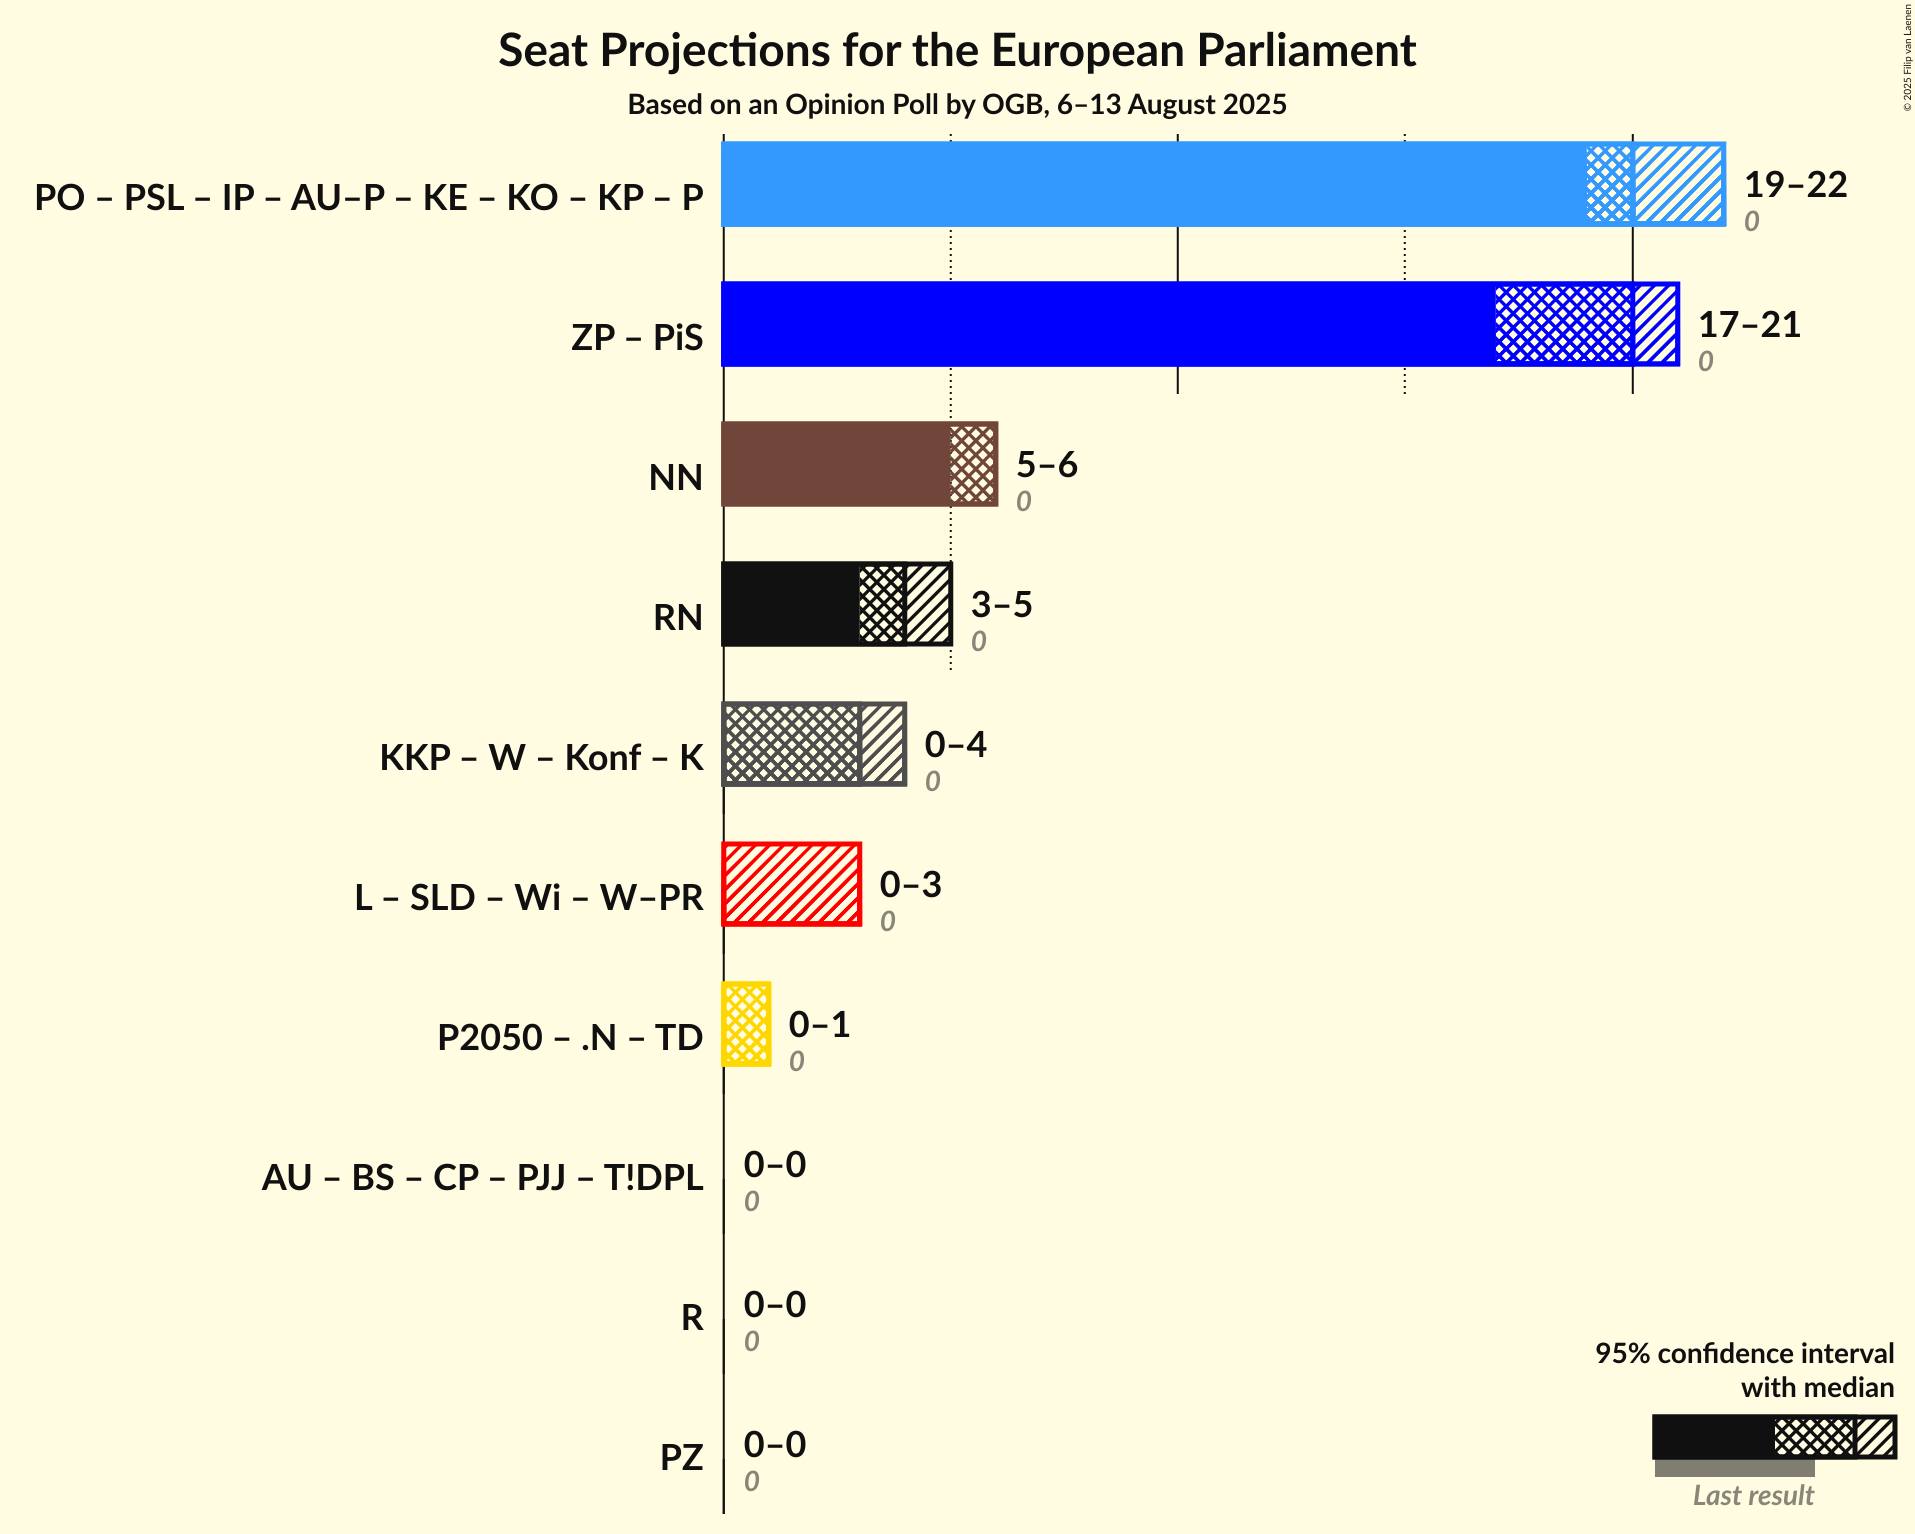 © 2025 Filip van Laenen
Seat Projections for the European Parliament
Based on an Opinion Poll by OGB, 6–13 August 2025
PO – PSL – IP – AU–P – KE – KO – KP – P
19–22
0
ZP – PiS
17–21
0
NN
5–6
0
RN
3–5
0
KKP – W – Konf – K
0–4
0
L – SLD – Wi – W–PR
0–3
0
P2050 – .N – TD
0–1
0
AU – BS – CP – PJJ – T!DPL
0–0
0
R
0–0
0
PZ
0–0
0
95% confidence interval
with median
Last result